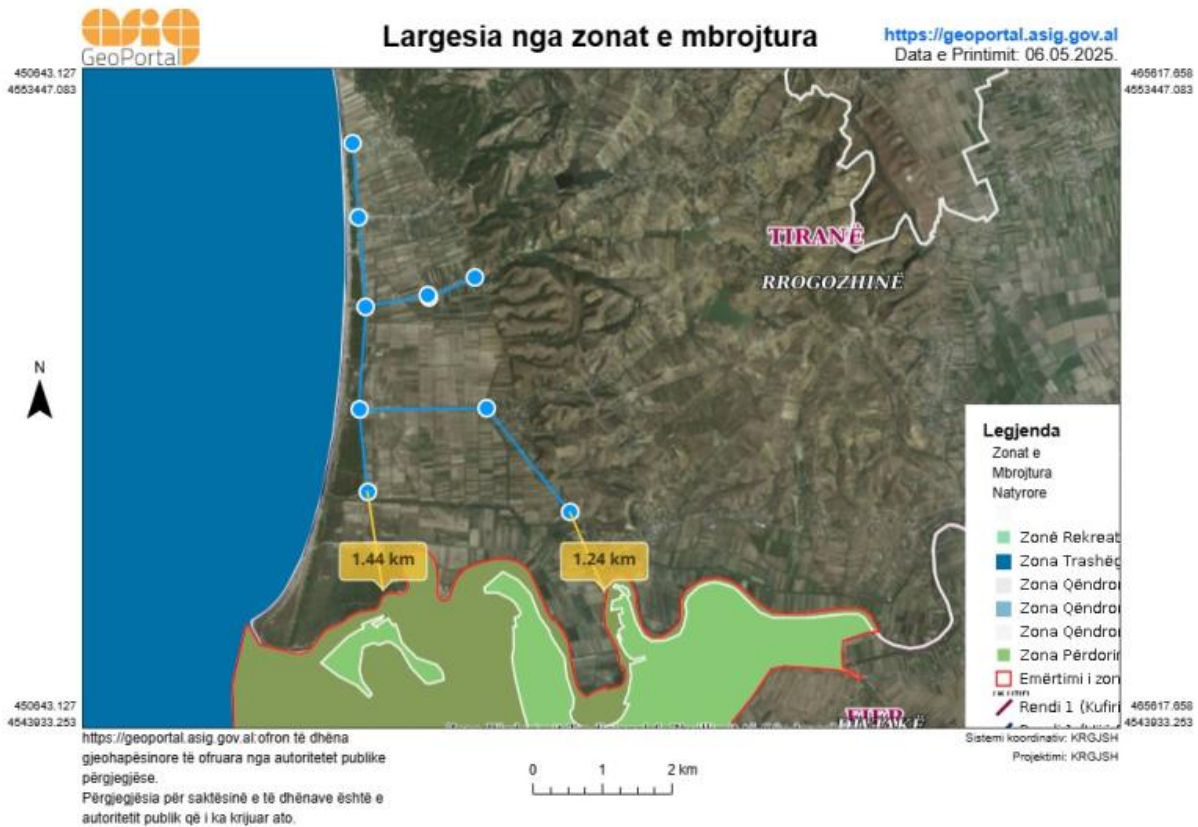 asig
GeoPortal
Largesia nga zonat e mbrojtura
https://geoportal.asig.gov.al
Data e Printimit: 06.05.2025.
450643.127
4553447.083
465617.658
4553447.083
TIRANË
RROGOZHINË
N
1.44 km
1.24 km
Legjenda
Zonat e
Mbrojtura
Natyrore
Zonë Rekreat
Zona Trashëg
Zona Qëndror
Zona Qëndror
Zona Qëndror
Zona Përdorir
Emërtimi i zon
Rendi 1 (Kufiri
FIER
450643.127
4543933.253
465617.658
4543933.253
https://geoportal.asig.gov.al:ofron të dhëna
gjeohapësinore të ofruara nga autoritetet publike
përgjegjëse.
Përgjegjësia për saktësinë e të dhënave është e
autoritetit publik që i ka krijuar ato.
0 1 2 km
Sistemi koordinativ: KRGJSH
Projektimi: KRGJSH